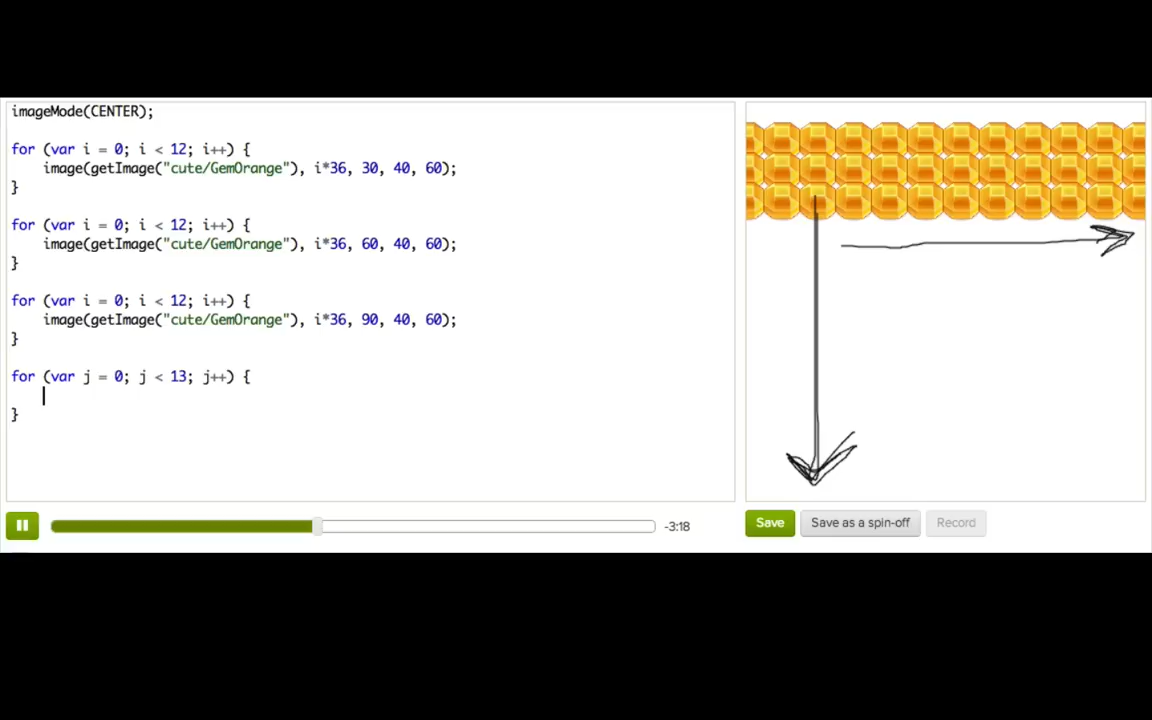 imageMode(CENTER);
for (var i = 0; i < 12; i++) {
image(getImage("cute/GemOrange"), i*36, 30, 40, 60);
}
for (var i = 0; i < 12; i++) {
image(getImage("cute/GemOrange"), i*36, 60, 40, 60);
}
for (var i = 0; i < 12; i++) {
image(getImage("cute/GemOrange"), i*36, 90, 40, 60);
}
for (var j = 0; j < 13; j++) {
}
-3:18
Save
Save as a spin-off
Record